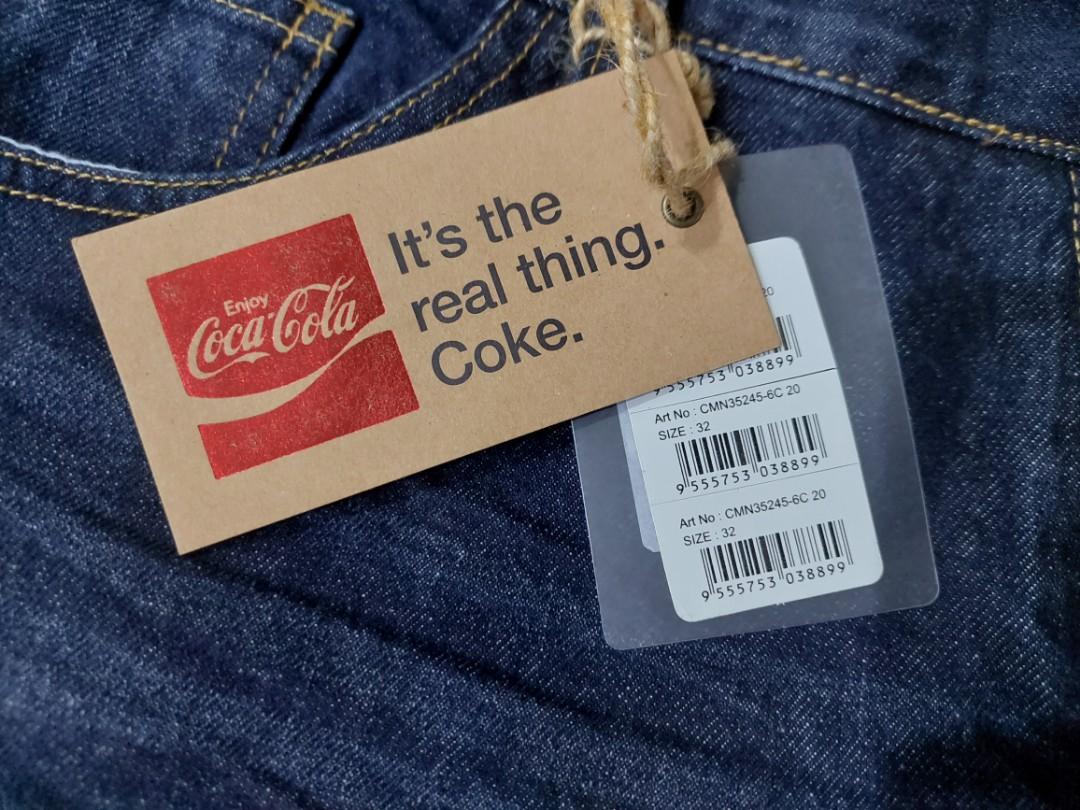 Enjoy
Coca-Cola
It's the
real thing.
Coke.
20
9 555753 038899
Art No : CMN35245-6C 20
SIZE : 32
9 555753 038899
Art No : CMN35245-6C 20
SIZE : 32
9 555753 038899